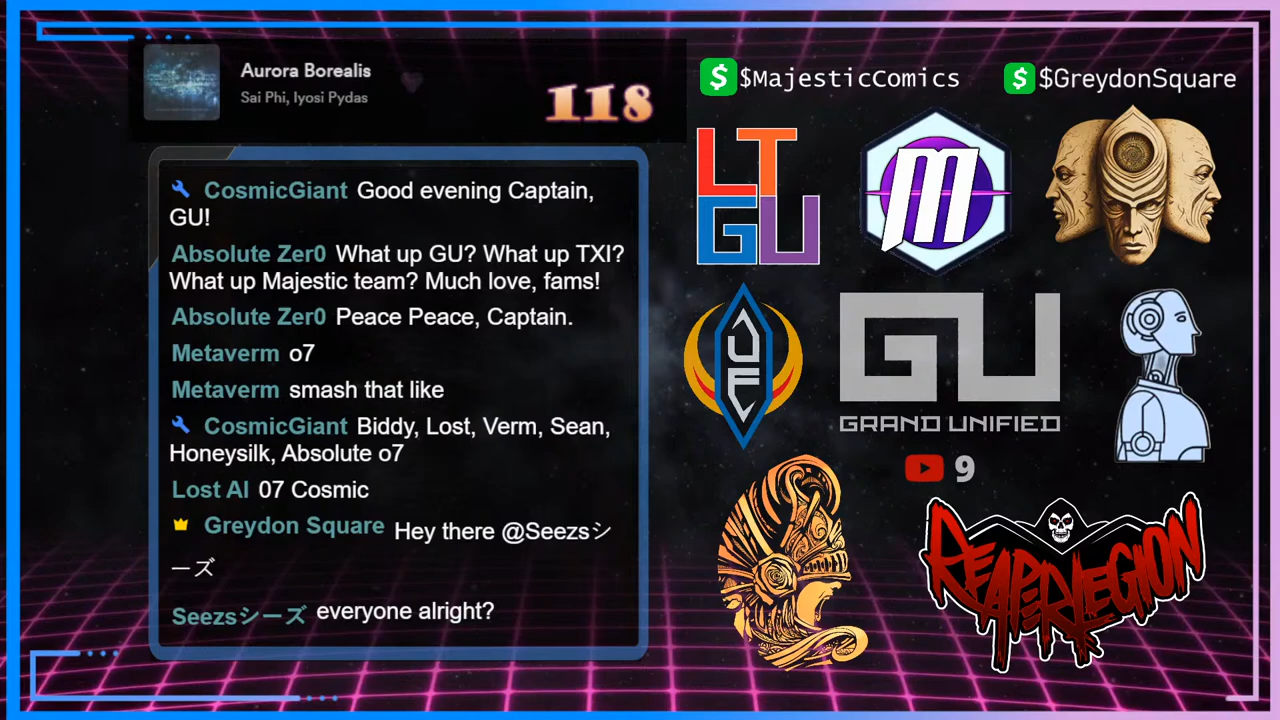 Aurora Borealis
Sai Phi, Iyosi Pydas
118
$MajesticComics
$GreydonSquare
CosmicGiant Good evening Captain,
GU!
Absolute Zer0 What up GU? What up TXI?
What up Majestic team? Much love, fams!
Absolute Zer0 Peace Peace, Captain.
Metaverm o7
Metaverm smash that like
CosmicGiant Biddy, Lost, Verm, Sean,
Honeysilk, Absolute o7
Lost AI 07 Cosmic
Greydon Square Hey there @Seezsシ
ーズ
Seezsシーズ everyone alright?
LT
GU
M
GU
GRAND UNIFIED
9
REAPER LEGION